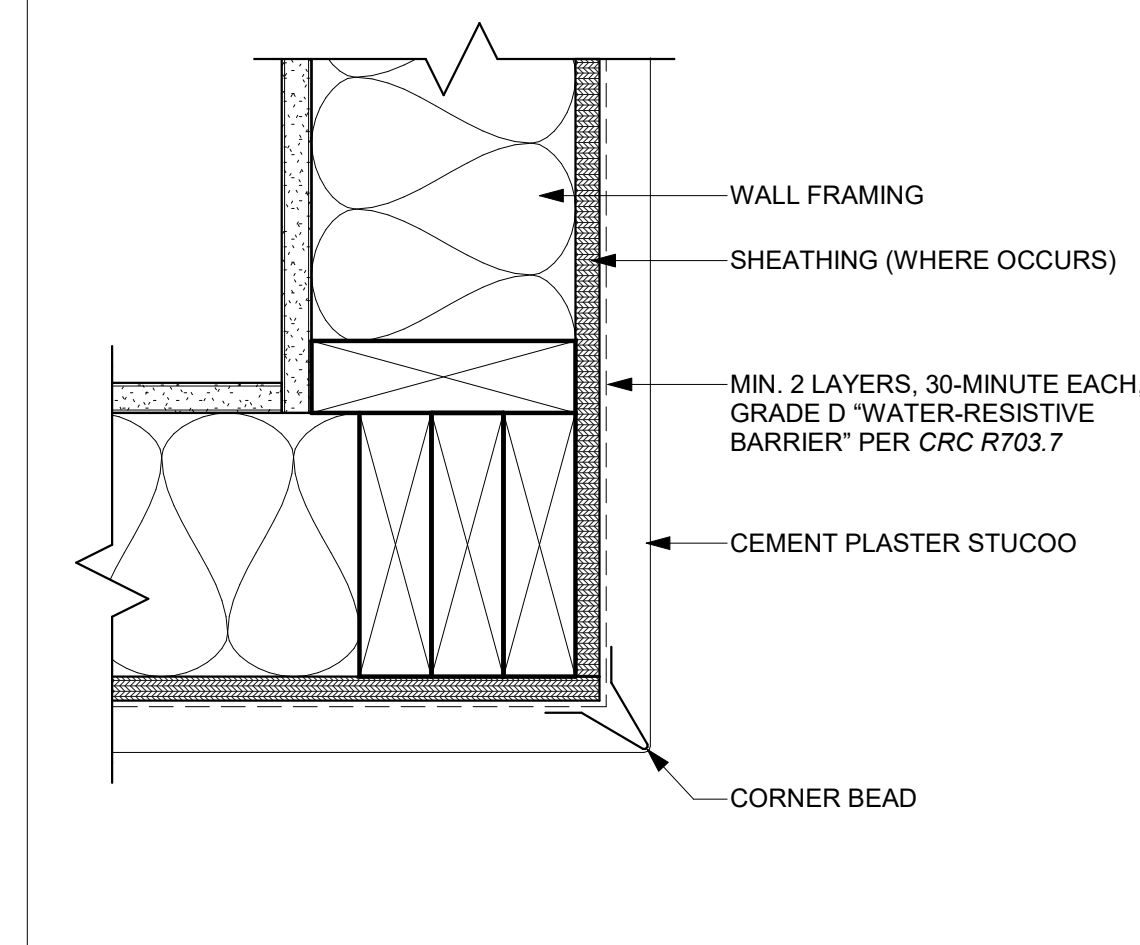 WALL FRAMING
SHEATHING (WHERE OCCURS)
MIN. 2 LAYERS, 30-MINUTE EACH,
GRADE D “WATER-RESISTIVE
BARRIER” PER CRC R703.7
CEMENT PLASTER STUCOO
CORNER BEAD